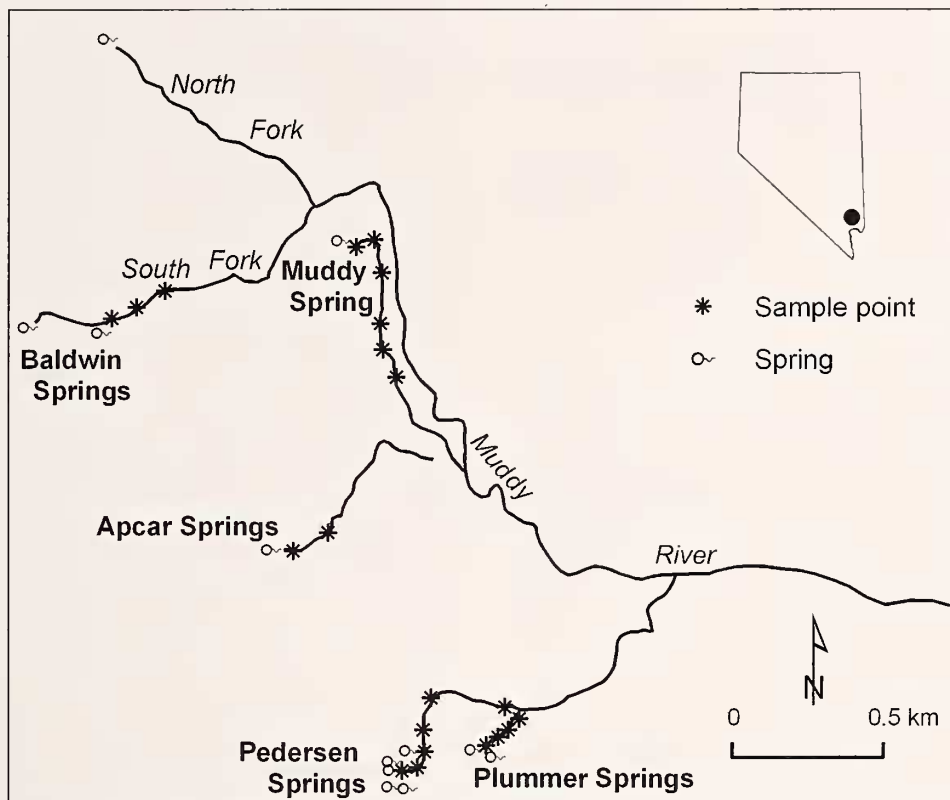 North
Fork
South Fork
Muddy
Spring
Sample point
Spring
Baldwin
Springs
Muddy
Apcar Springs
River
N
0 0.5 km
Pedersen
Springs
Plummer Springs